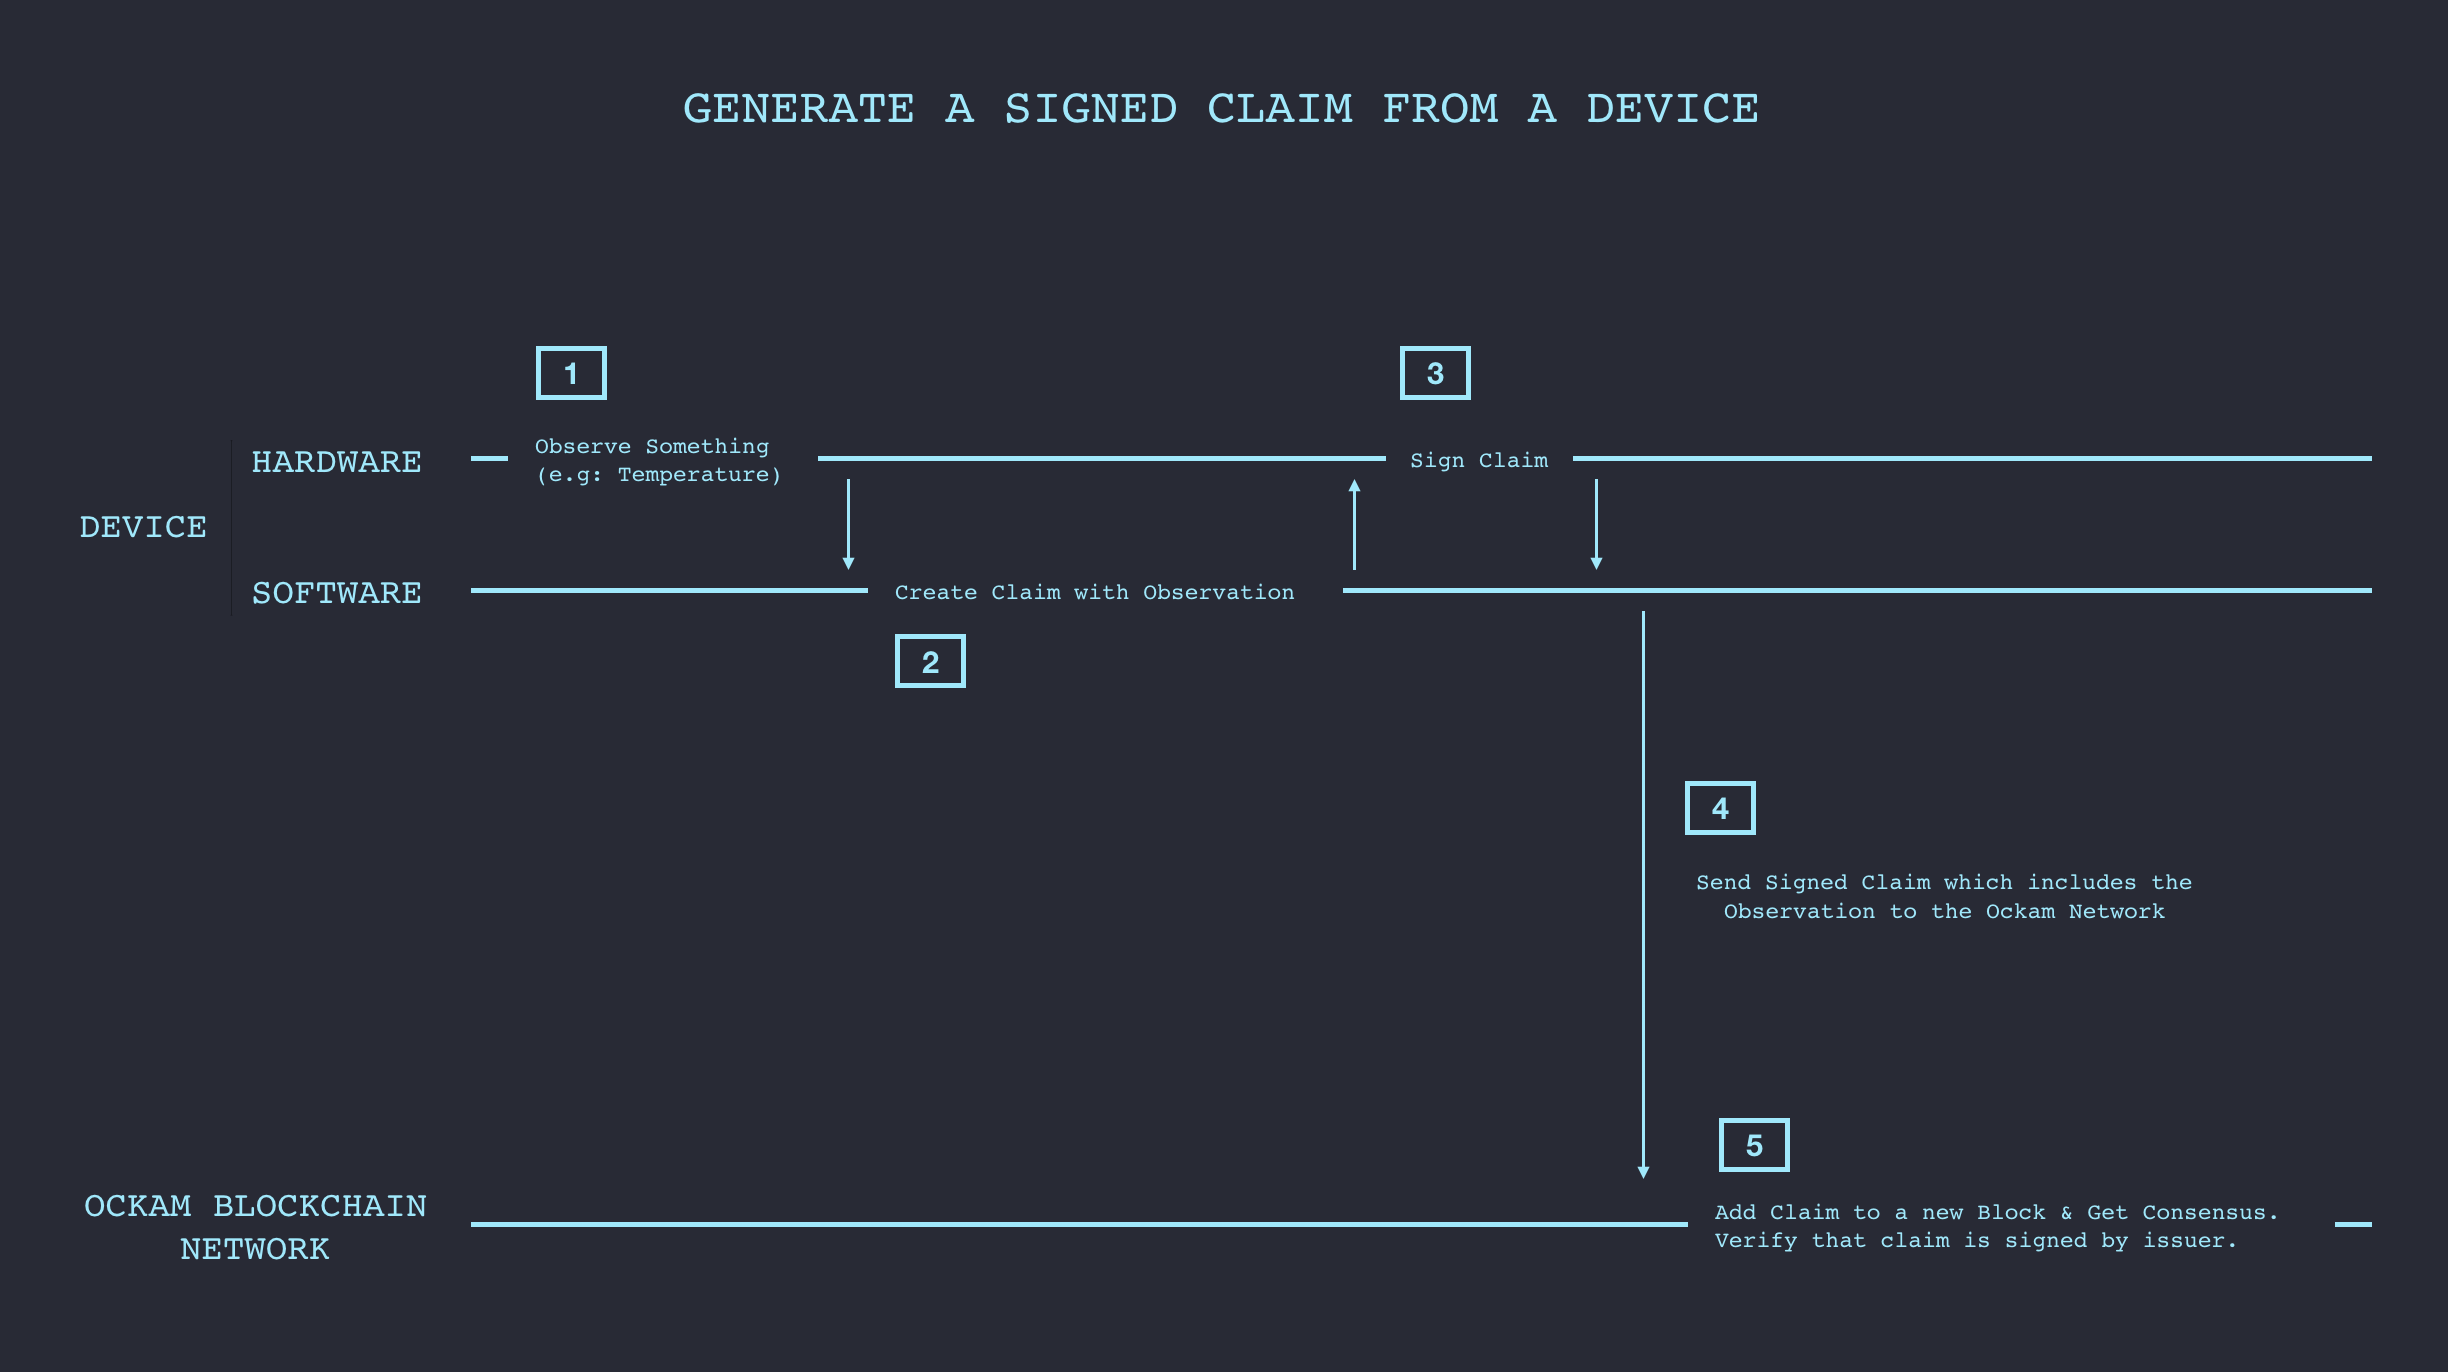 GENERATE A SIGNED CLAIM FROM A DEVICE
1
3
HARDWARE
Observe Something
(e.g: Temperature)
Sign Claim
DEVICE
SOFTWARE
Create Claim with Observation
2
4
Send Signed Claim which includes the
Observation to the Ockam Network
5
OCKAM BLOCKCHAIN
NETWORK
Add Claim to a new Block & Get Consensus.
Verify that claim is signed by issuer.